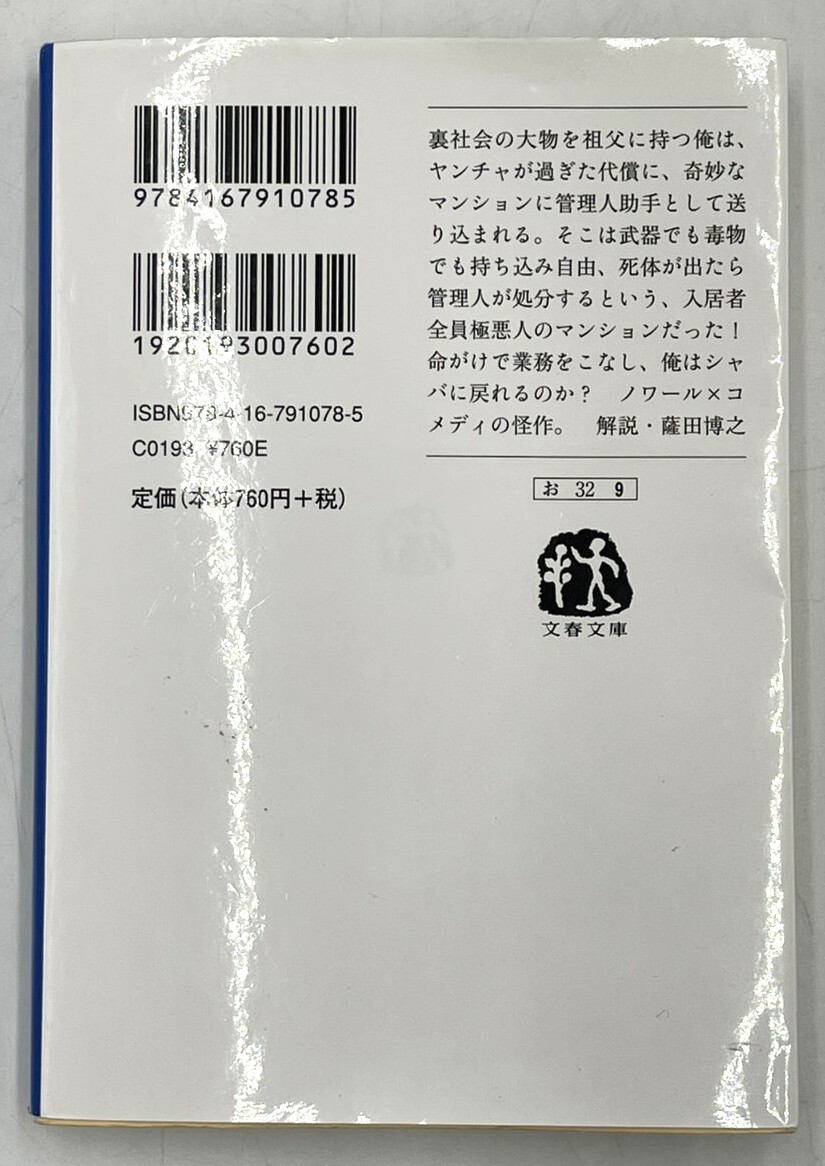 9784167910785
1920193007602
ISBN978-4-16-791078-5
C0193 ¥760E
定価(本体760円+税)
裏社会の大物を祖父に持つ俺は、
ヤンチャが過ぎた代償に、奇妙な
マンションに管理人助手として送
り込まれる。そこは武器でも毒物
でも持ち込み自由、死体が出たら
管理人が処分するという、入居者
全員極悪人のマンションだった！
命がけで業務をこなし、俺はシャ
バに戻れるのか？　ノワール×コ
メディの怪作。　解説・薩田博之
お 32 9
文春文庫